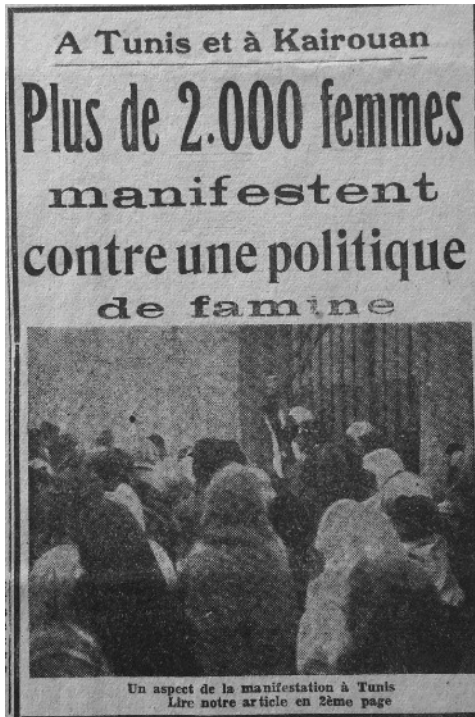 A Tunis et à Kairouan
Plus de 2.000 femmes
manifestent
contre une politique
de famine
Un aspect de la manifestation à Tunis
Lire notre article en 2ème page